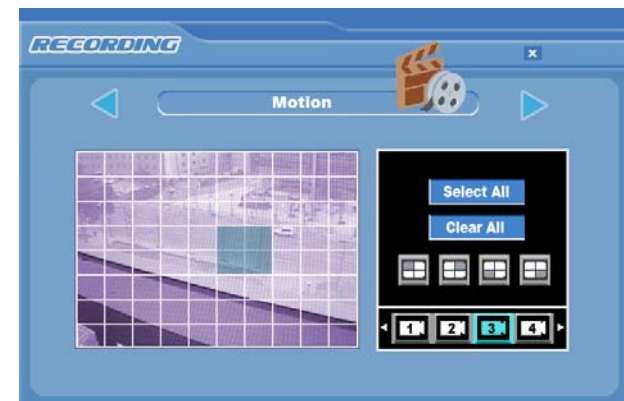 RECORDING
Motion
Select All
Clear All
1 2 3 4